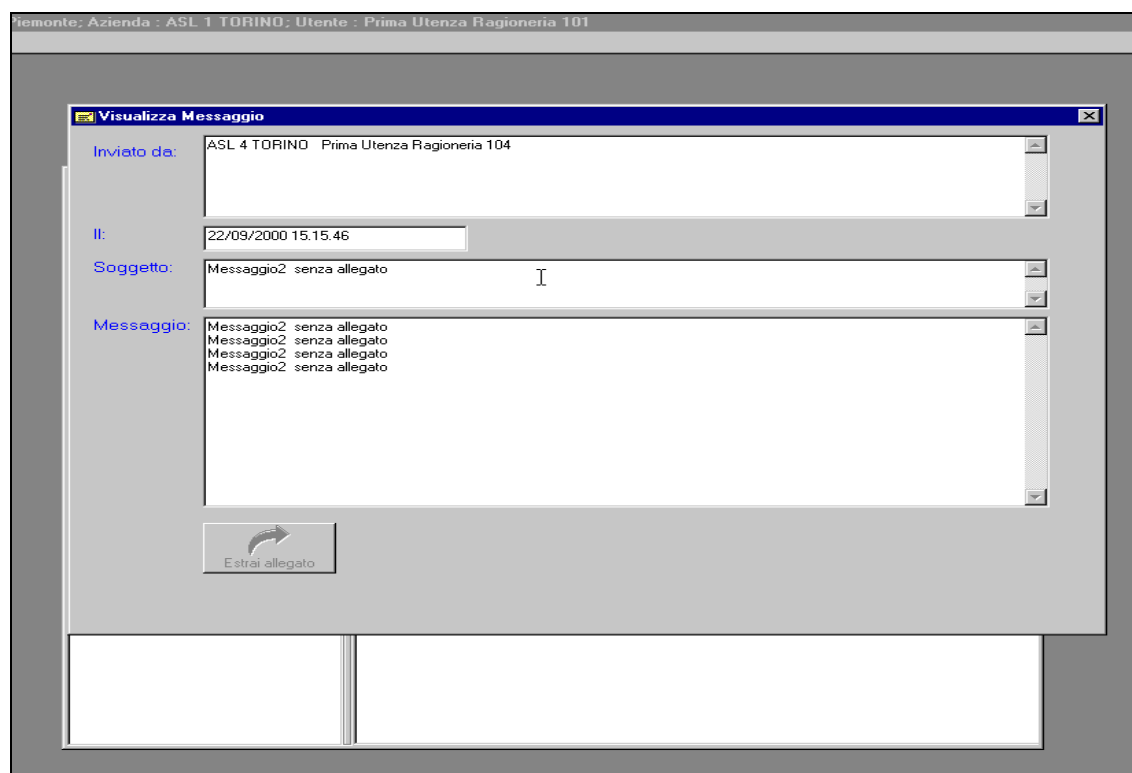 Piemonte; Azienda : ASL 1 TORINO; Utente : Prima Utenza Ragioneria 101
Visualizza Messaggio
Inviato da: ASL 4 TORINO   Prima Utenza Ragioneria 104
Il: 22/09/2000 15.15.46
Soggetto: Messaggio2  senza allegato
Messaggio: Messaggio2  senza allegato
Messaggio2  senza allegato
Messaggio2  senza allegato
Messaggio2  senza allegato
Estrai allegato